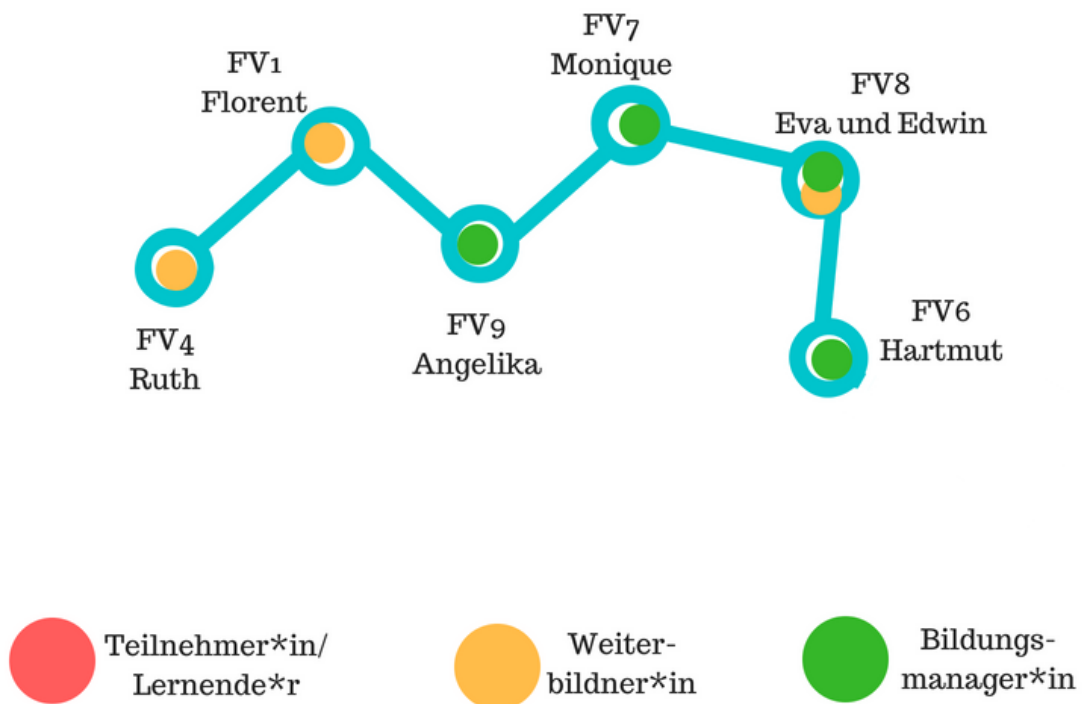 FV7
Monique
FV1
Florent
FV8
Eva und Edwin
FV4
Ruth
FV9
Angelika
FV6
Hartmut
Teilnehmer*in/
Lernende*r
Weiter-
bildner*in
Bildungs-
manager*in